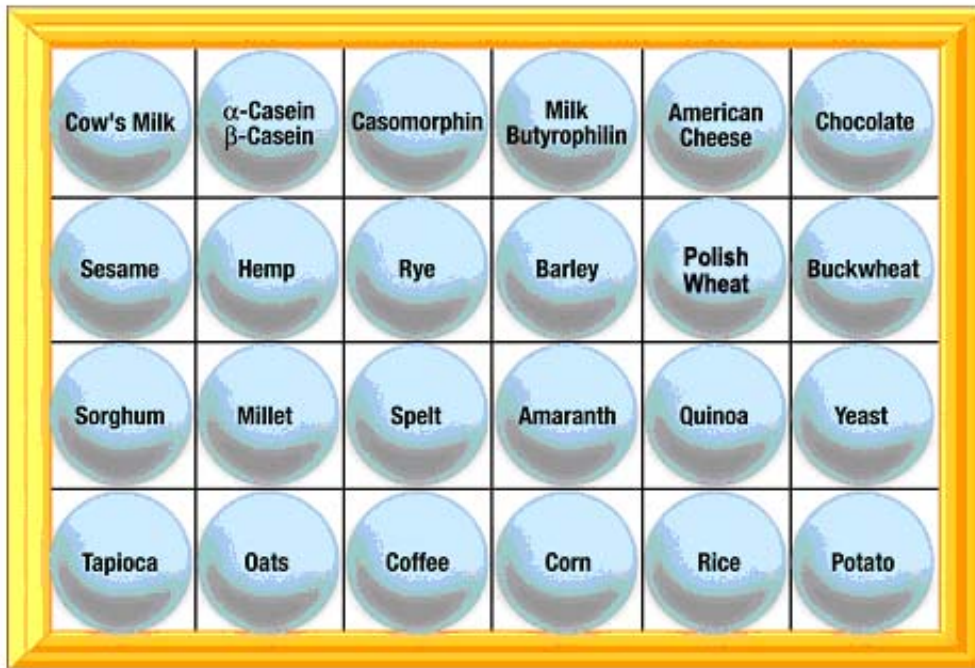 Cow's Milk
α-Casein
β-Casein
Casomorphin
Milk
Butyrophilin
American
Cheese
Chocolate
Sesame
Hemp
Rye
Barley
Polish
Wheat
Buckwheat
Sorghum
Millet
Spelt
Amaranth
Quinoa
Yeast
Tapioca
Oats
Coffee
Corn
Rice
Potato